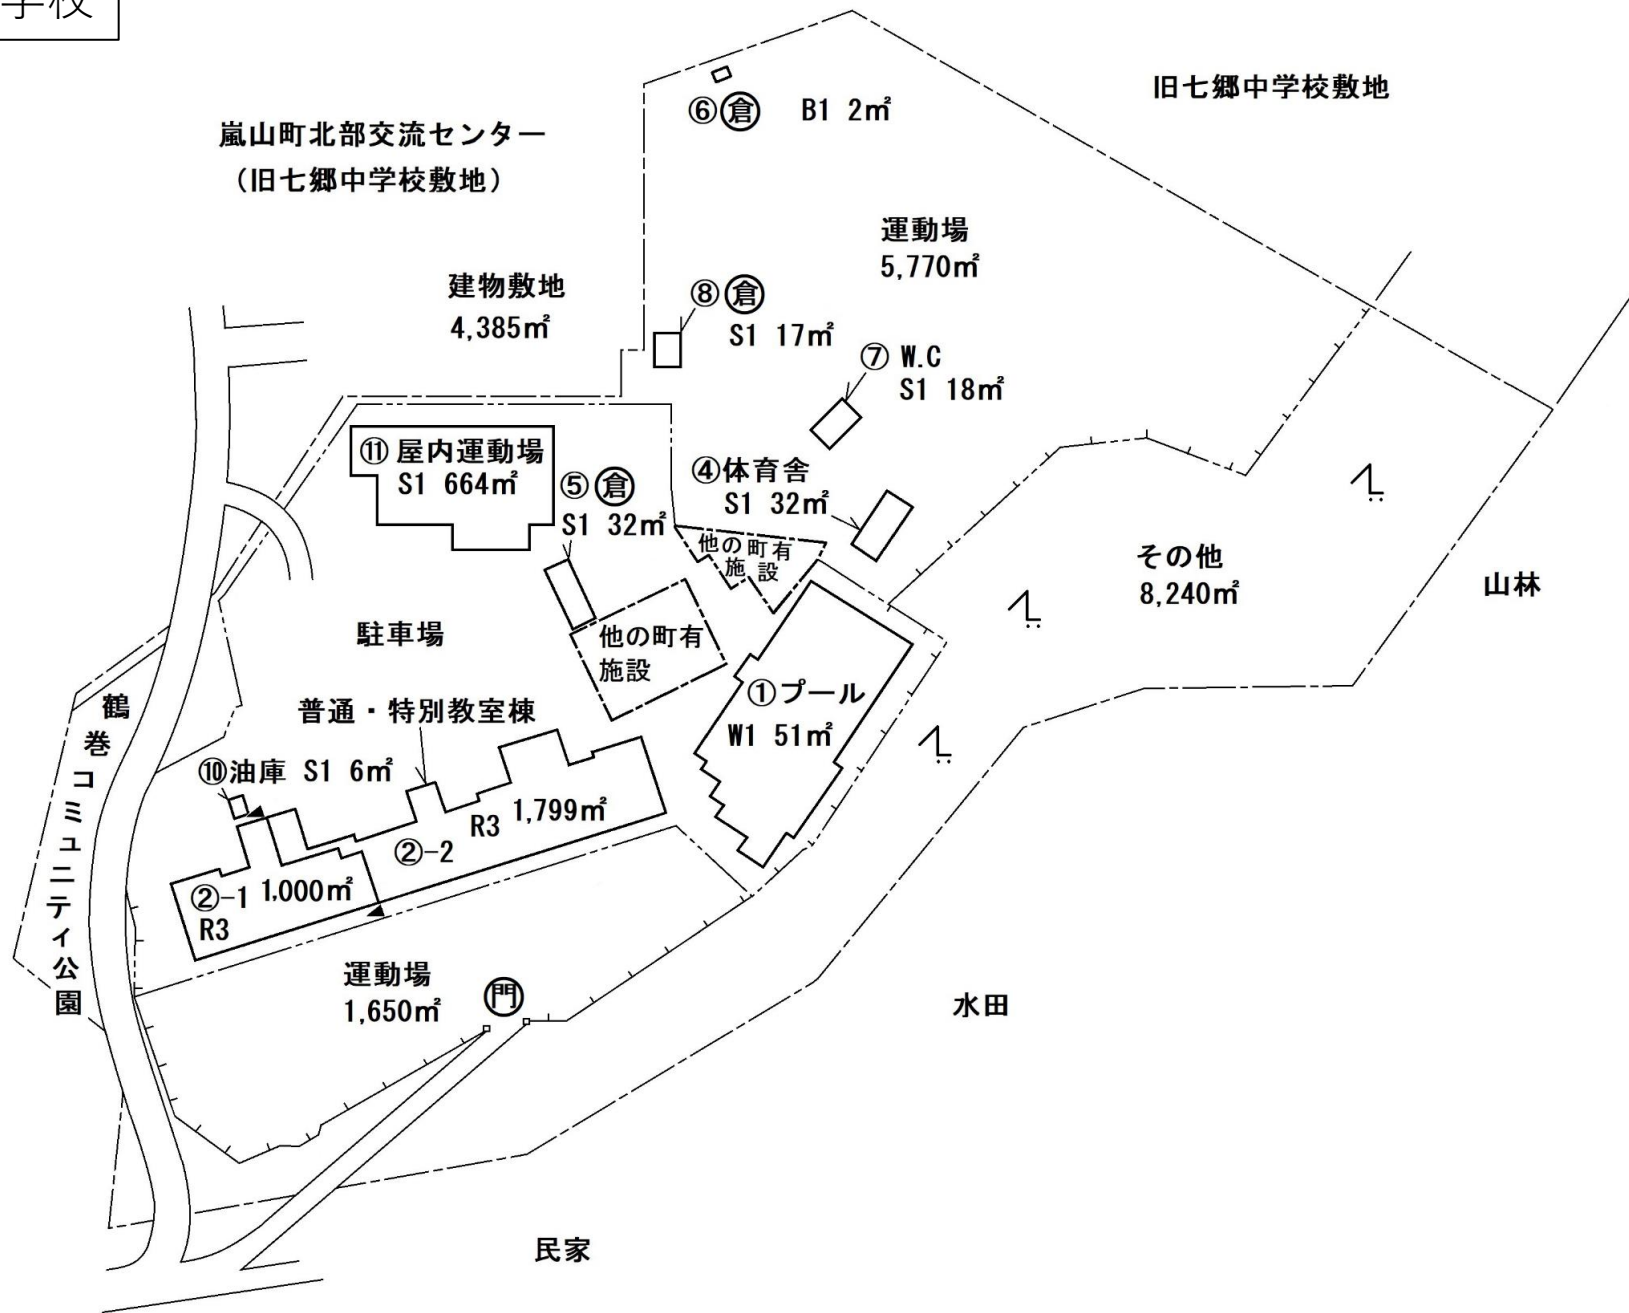 学校
旧七郷中学校敷地
⑥倉 B1 2㎡
嵐山町北部交流センター
（旧七郷中学校敷地）
運動場
5,770㎡
建物敷地
4,385㎡
⑧倉
S1 17㎡
⑦ W.C
S1 18㎡
⑪ 屋内運動場
S1 664㎡
⑤倉
S1 32㎡
④体育舎
S1 32㎡
他の町有
施設
その他
8,240㎡
山林
駐車場
他の町有
施設
①プール
W1 51㎡
鶴巻コミュニテイ公園
普通・特別教室棟
⑩油庫 S1 6㎡
R3 1,799㎡
②-2
②-1 1,000㎡
R3
運動場
1,650㎡
門
水田
民家